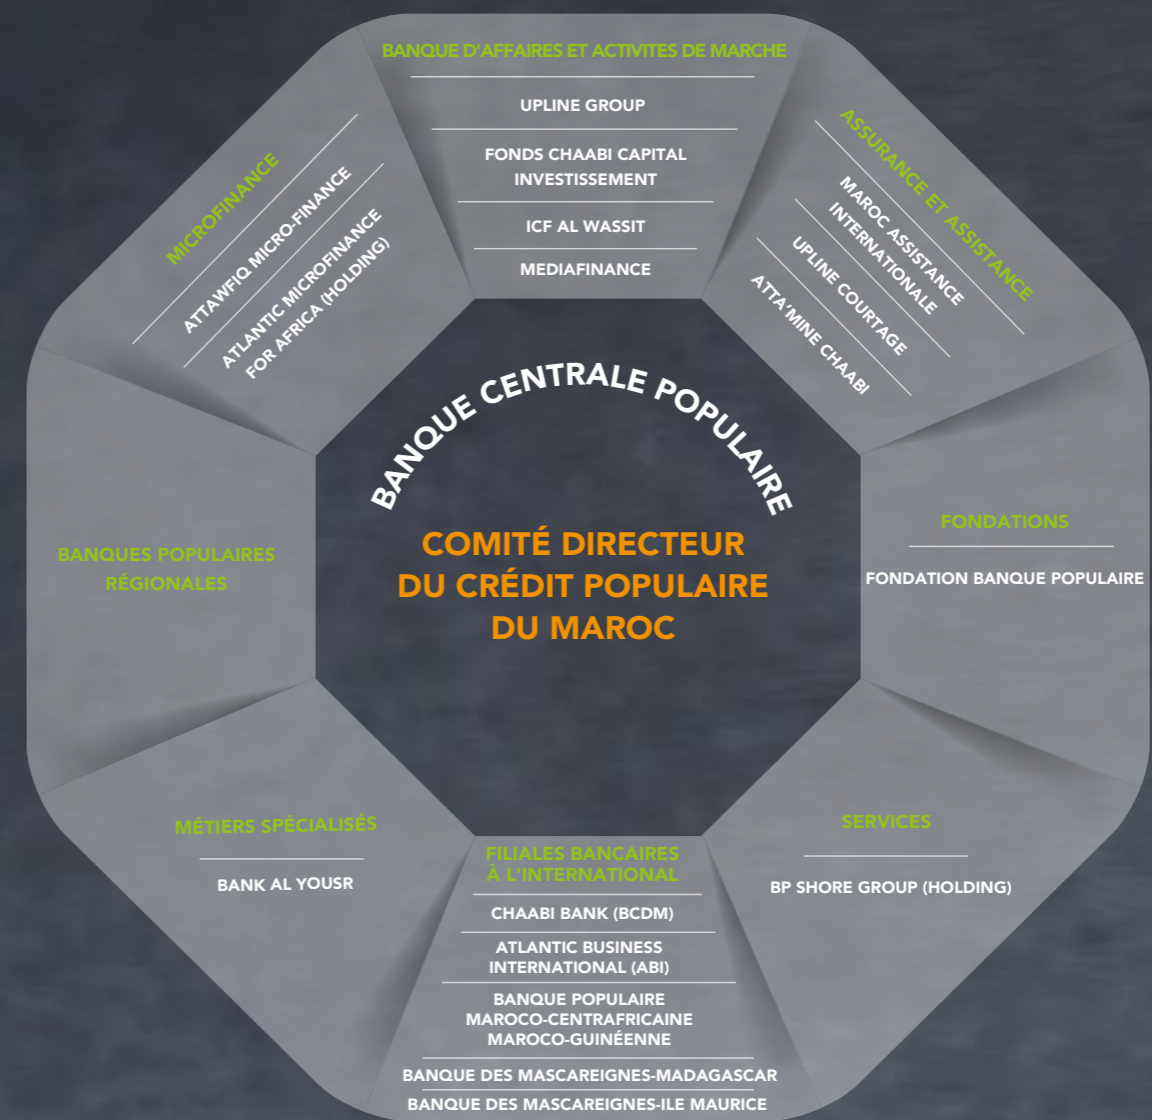 BANQUE D'AFFAIRES ET ACTIVITES DE MARCHE
UPLINE GROUP
FONDS CHAABI CAPITAL
INVESTISSEMENT
ICF AL WASSIT
MEDIAFINANCE
ASSURANCE ET ASSISTANCE
MAROC ASSISTANCE
INTERNATIONALE
UPLINE COURTAGE
ATTA'MINE CHAABI
MICROFINANCE
ATTAWFIQ MICRO-FINANCE
ATLANTIC MICROFINANCE
FOR AFRICA (HOLDING)
BANQUE CENTRALE POPULAIRE
COMITÉ DIRECTEUR
DU CRÉDIT POPULAIRE
DU MAROC
FONDATIONS
FONDATION BANQUE POPULAIRE
BANQUES POPULAIRES
RÉGIONALES
MÉTIERS SPÉCIALISÉS
BANK AL YOUSR
FILIALES BANCAIRES
À L'INTERNATIONAL
CHAABI BANK (BCDM)
ATLANTIC BUSINESS
INTERNATIONAL (ABI)
BANQUE POPULAIRE
MAROCO-CENTRAFRICAINE
MAROCO-GUINÉENNE
BANQUE DES MASCAREIGNES-MADAGASCAR
BANQUE DES MASCAREIGNES-ILE MAURICE
SERVICES
BP SHORE GROUP (HOLDING)